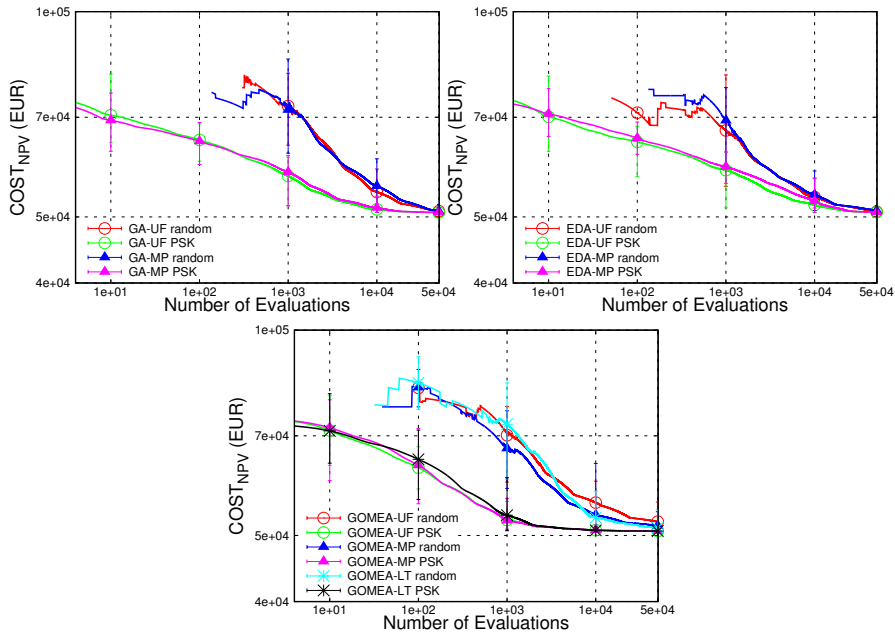 1e+05
7e+04
5e+04
4e+04
COST_NPV (EUR)
GA-UF random
GA-UF PSK
GA-MP random
GA-MP PSK
1e+01
1e+02
1e+03
1e+04
5e+04
Number of Evaluations
1e+05
7e+04
5e+04
4e+04
COST_NPV (EUR)
EDA-UF random
EDA-UF PSK
EDA-MP random
EDA-MP PSK
1e+01
1e+02
1e+03
1e+04
5e+04
Number of Evaluations
1e+05
7e+04
5e+04
4e+04
COST_NPV (EUR)
GOMEA-UF random
GOMEA-UF PSK
GOMEA-MP random
GOMEA-MP PSK
GOMEA-LT random
GOMEA-LT PSK
1e+01
1e+02
1e+03
1e+04
5e+04
Number of Evaluations